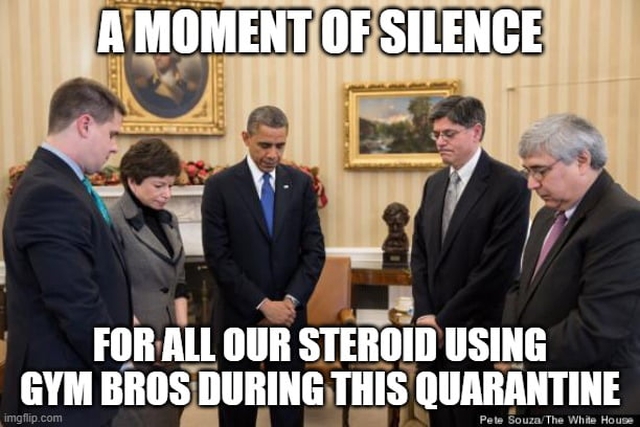 A MOMENT OF SILENCE
FOR ALL OUR STEROID USING
GYM BROS DURING THIS QUARANTINE
imgflip.com
Pete Souza/The White House